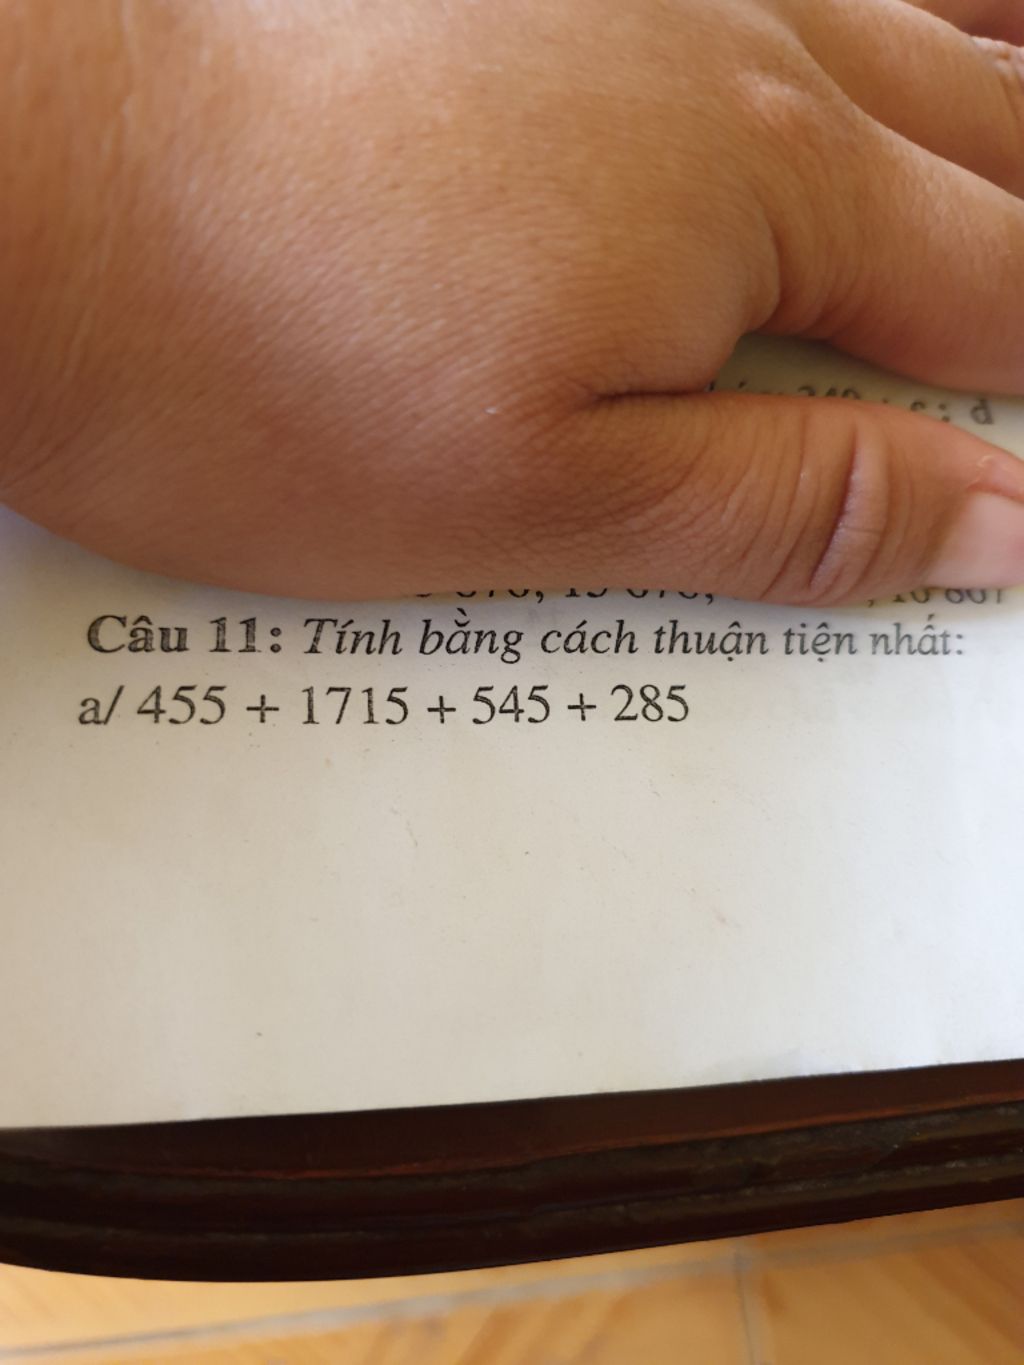 d
Câu 11: Tính bằng cách thuận tiện nhất:
a/ 455 + 1715 + 545 + 285